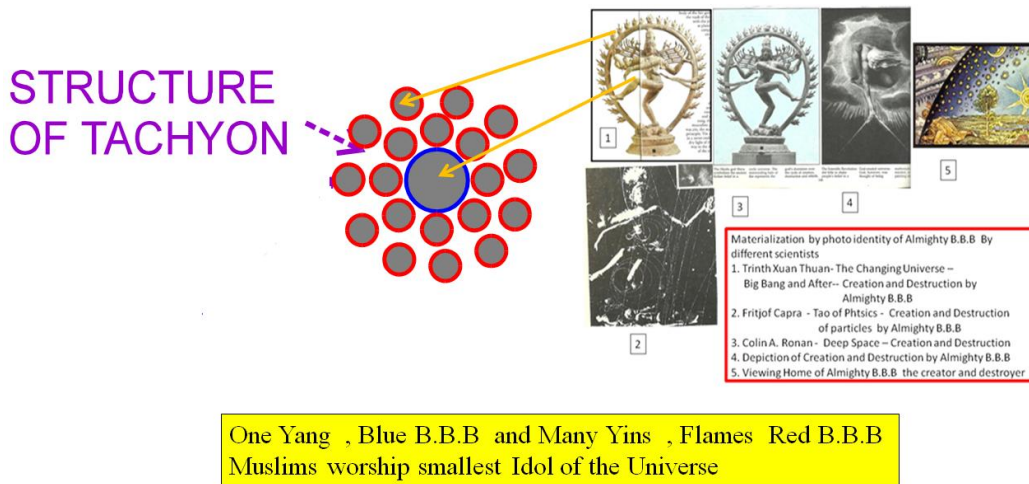 STRUCTURE
OF TACHYON
1
2
3
4
5
Materialization by photo identity of Almighty B.B.B By
different scientists
1. Trinth Xuan Thuan- The Changing Universe –
Big Bang and After-- Creation and Destruction by
Almighty B.B.B
2. Fritjof Capra - Tao of Phtsics - Creation and Destruction
of particles by Almighty B.B.B
3. Colin A. Ronan- Deep Space – Creation and Destruction
4. Depiction of Creation and Destruction by Almighty B.B.B
5. Viewing Home of Almighty B.B.B the creator and destroyer
One Yang , Blue B.B.B and Many Yins , Flames Red B.B.B
Muslims worship smallest Idol of the Universe